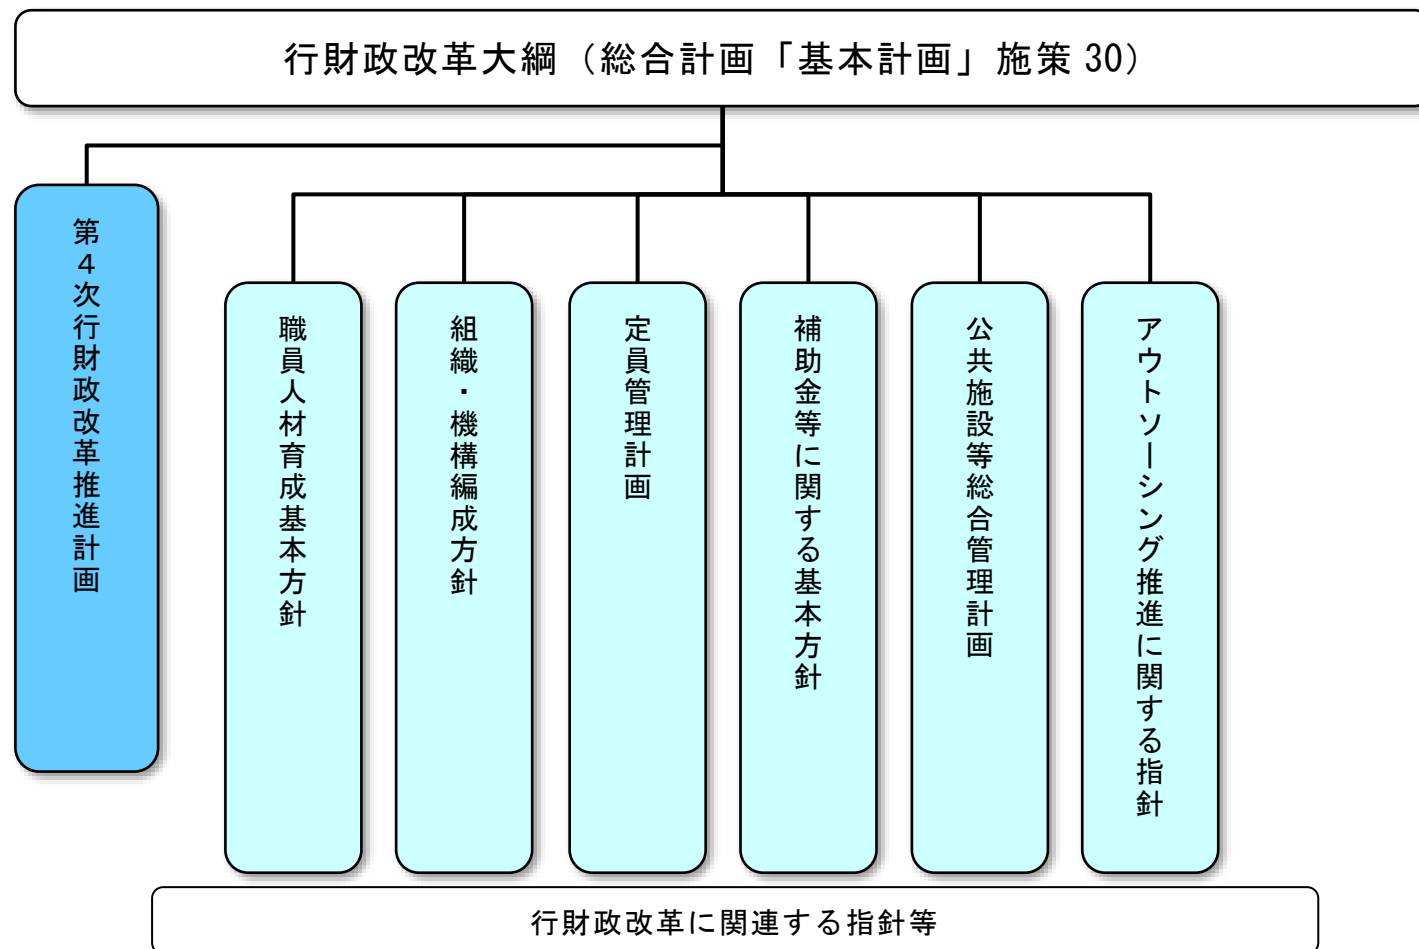 行財政改革大綱（総合計画「基本計画」施策 30）
第４次行財政改革推進計画
職員人材育成基本方針
組織・機構編成方針
定員管理計画
補助金等に関する基本方針
公共施設等総合管理計画
アウトソーシング推進に関する指針
行財政改革に関連する指針等